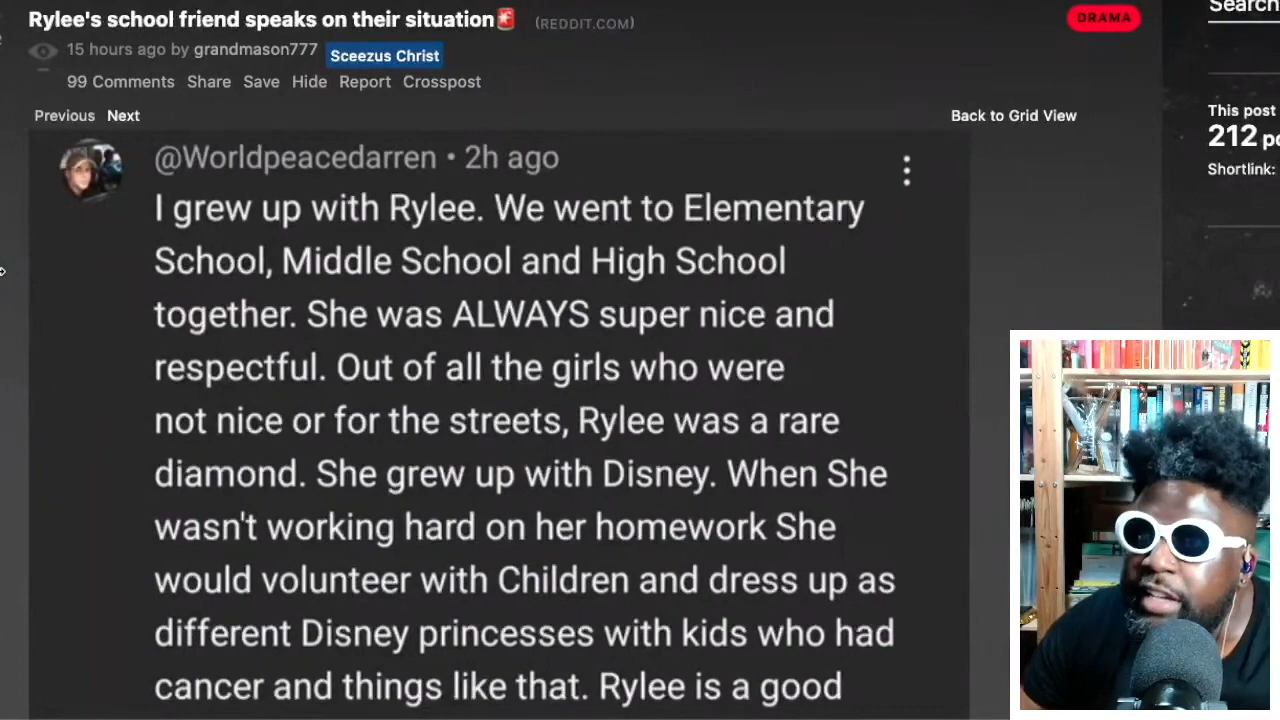 Rylee's school friend speaks on their situation🚨 (REDDIT.COM)
DRAMA
Search
15 hours ago by grandmason777 Sceezus Christ
99 Comments Share Save Hide Report Crosspost
Previous Next
Back to Grid View
This post
212 po
Shortlink:
@Worldpeacedarren • 2h ago
I grew up with Rylee. We went to Elementary
School, Middle School and High School
together. She was ALWAYS super nice and
respectful. Out of all the girls who were
not nice or for the streets, Rylee was a rare
diamond. She grew up with Disney. When She
wasn't working hard on her homework She
would volunteer with Children and dress up as
different Disney princesses with kids who had
cancer and things like that. Rylee is a good